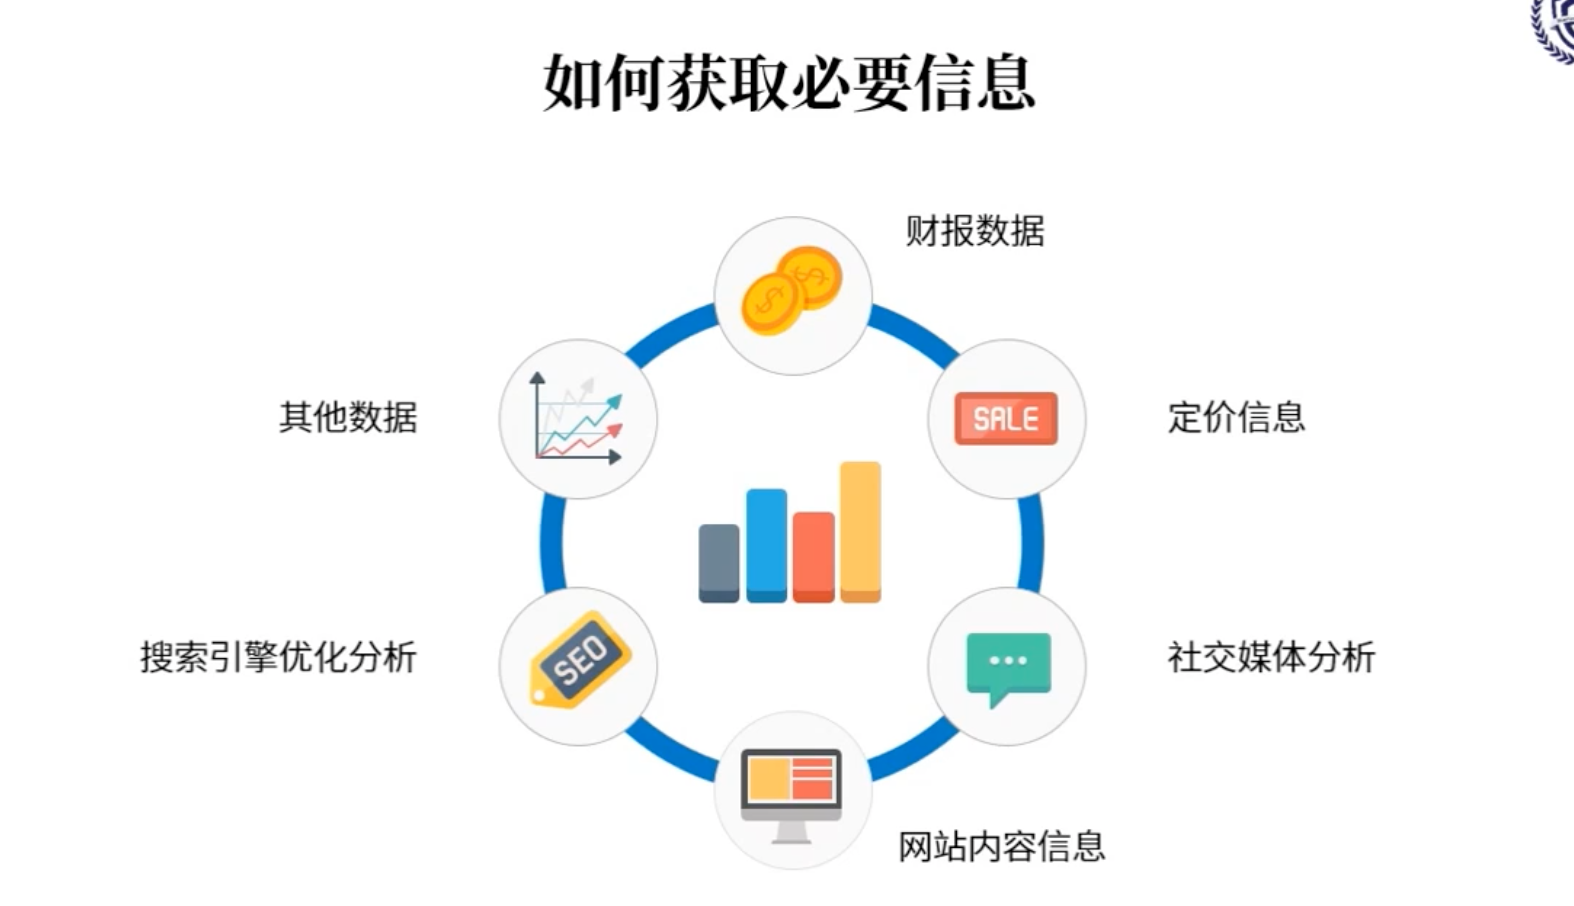 如何获取必要信息
财报数据
其他数据
SALE
定价信息
搜索引擎优化分析
SEO
社交媒体分析
网站内容信息